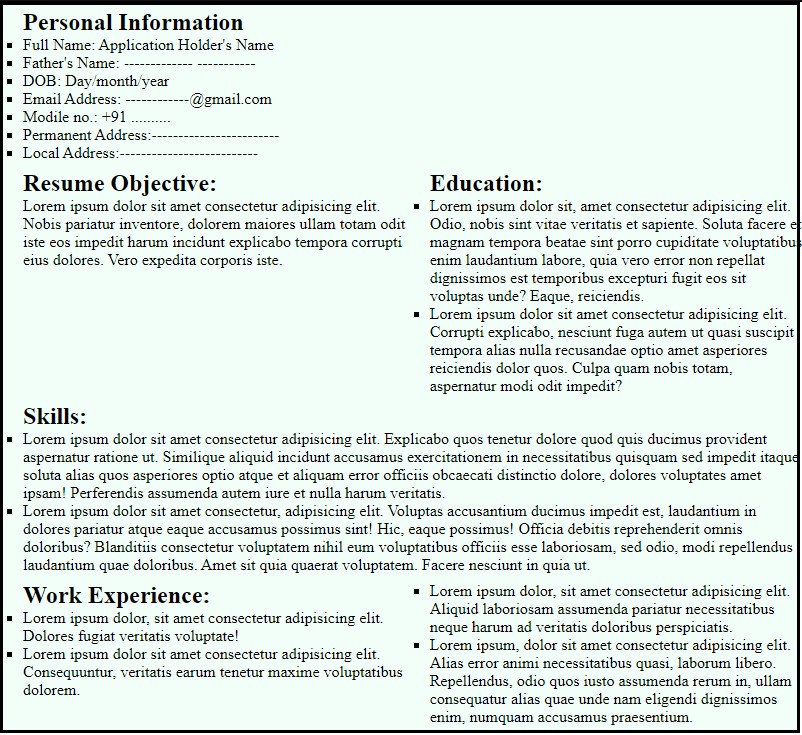 Personal Information
Full Name: Application Holder's Name
Father's Name: ------------- -----------
DOB: Day/month/year
Email Address: ------------@gmail.com
Modile no.: +91 ..........
Permanent Address:------------------------
Local Address:--------------------------
Resume Objective:
Lorem ipsum dolor sit amet consectetur adipisicing elit.
Nobis pariatur inventore, dolorem maiores ullam totam odit
iste eos impedit harum incidunt explicabo tempora corrupti
eius dolores. Vero expedita corporis iste.
Education:
Lorem ipsum dolor sit, amet consectetur adipisicing elit.
Odio, nobis sint vitae veritatis et sapiente. Soluta facere
magnam tempora beatae sint porro cupiditate voluptatibus
enim laudantium labore, quia vero error non repellat
dignissimos est temporibus excepturi fugit eos sit
voluptas unde? Eaque, reiciendis.
Lorem ipsum dolor sit amet consectetur adipisicing elit.
Corrupti explicabo, nesciunt fuga autem ut quasi suscipit
tempora alias nulla recusandae optio amet asperiores
reiciendis dolor quos. Culpa quam nobis totam,
aspernatur modi odit impedit?
Skills:
Lorem ipsum dolor sit amet consectetur adipisicing elit. Explicabo quos tenetur dolore quod quis ducimus provident
aspernatur ratione ut. Similique aliquid incidunt accusamus exercitationem in necessitatibus quisquam sed impedit itaque
soluta alias quos asperiores optio atque et aliquam error officiis obcaecati distinctio dolore, dolores voluptates amet
ipsam! Perferendis assumenda autem iure et nulla harum veritatis.
Lorem ipsum dolor sit amet consectetur, adipisicing elit. Voluptas accusantium ducimus impedit est, laudantium in
dolores pariatur atque eaque accusamus possimus sint! Hic, eaque possimus! Officia debitis reprehenderit omnis
doloribus? Blanditiis consectetur voluptatem nihil eum voluptatibus officiis esse laboriosam, sed odio, modi repellendus
laudantium quae doloribus. Amet sit quia quaerat voluptatem. Facere nesciunt in quia ut.
Work Experience:
Lorem ipsum dolor, sit amet consectetur adipisicing elit.
Dolores fugiat veritatis voluptate!
Lorem ipsum dolor sit amet consectetur adipisicing elit.
Consequuntur, veritatis earum tenetur maxime voluptatibus
dolorem.
Lorem ipsum dolor, sit amet consectetur adipisicing elit.
Aliquid laboriosam assumenda pariatur necessitatibus
neque harum ad veritatis doloribus perspiciatis.
Lorem ipsum, dolor sit amet consectetur adipisicing elit.
Alias error animi necessitatibus quasi, laborum libero.
Repellendus, odio quos iusto assumenda rerum in, ullam
consequatur alias quae unde nam eligendi dignissimos
enim, numquam accusamus praesentium.